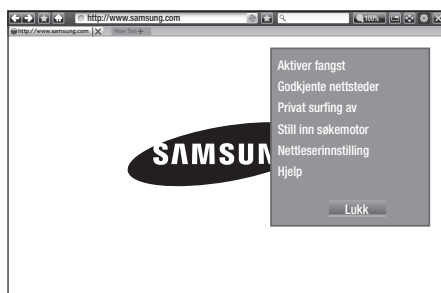 http://www.samsung.com
100%
http://www.samsung.com New Tab +
Aktiver fangst
Godkjente nettsteder
Privat surfing av
Still inn søkemotor
Nettleserinnstilling
Hjelp
SAMSUN
Lukk